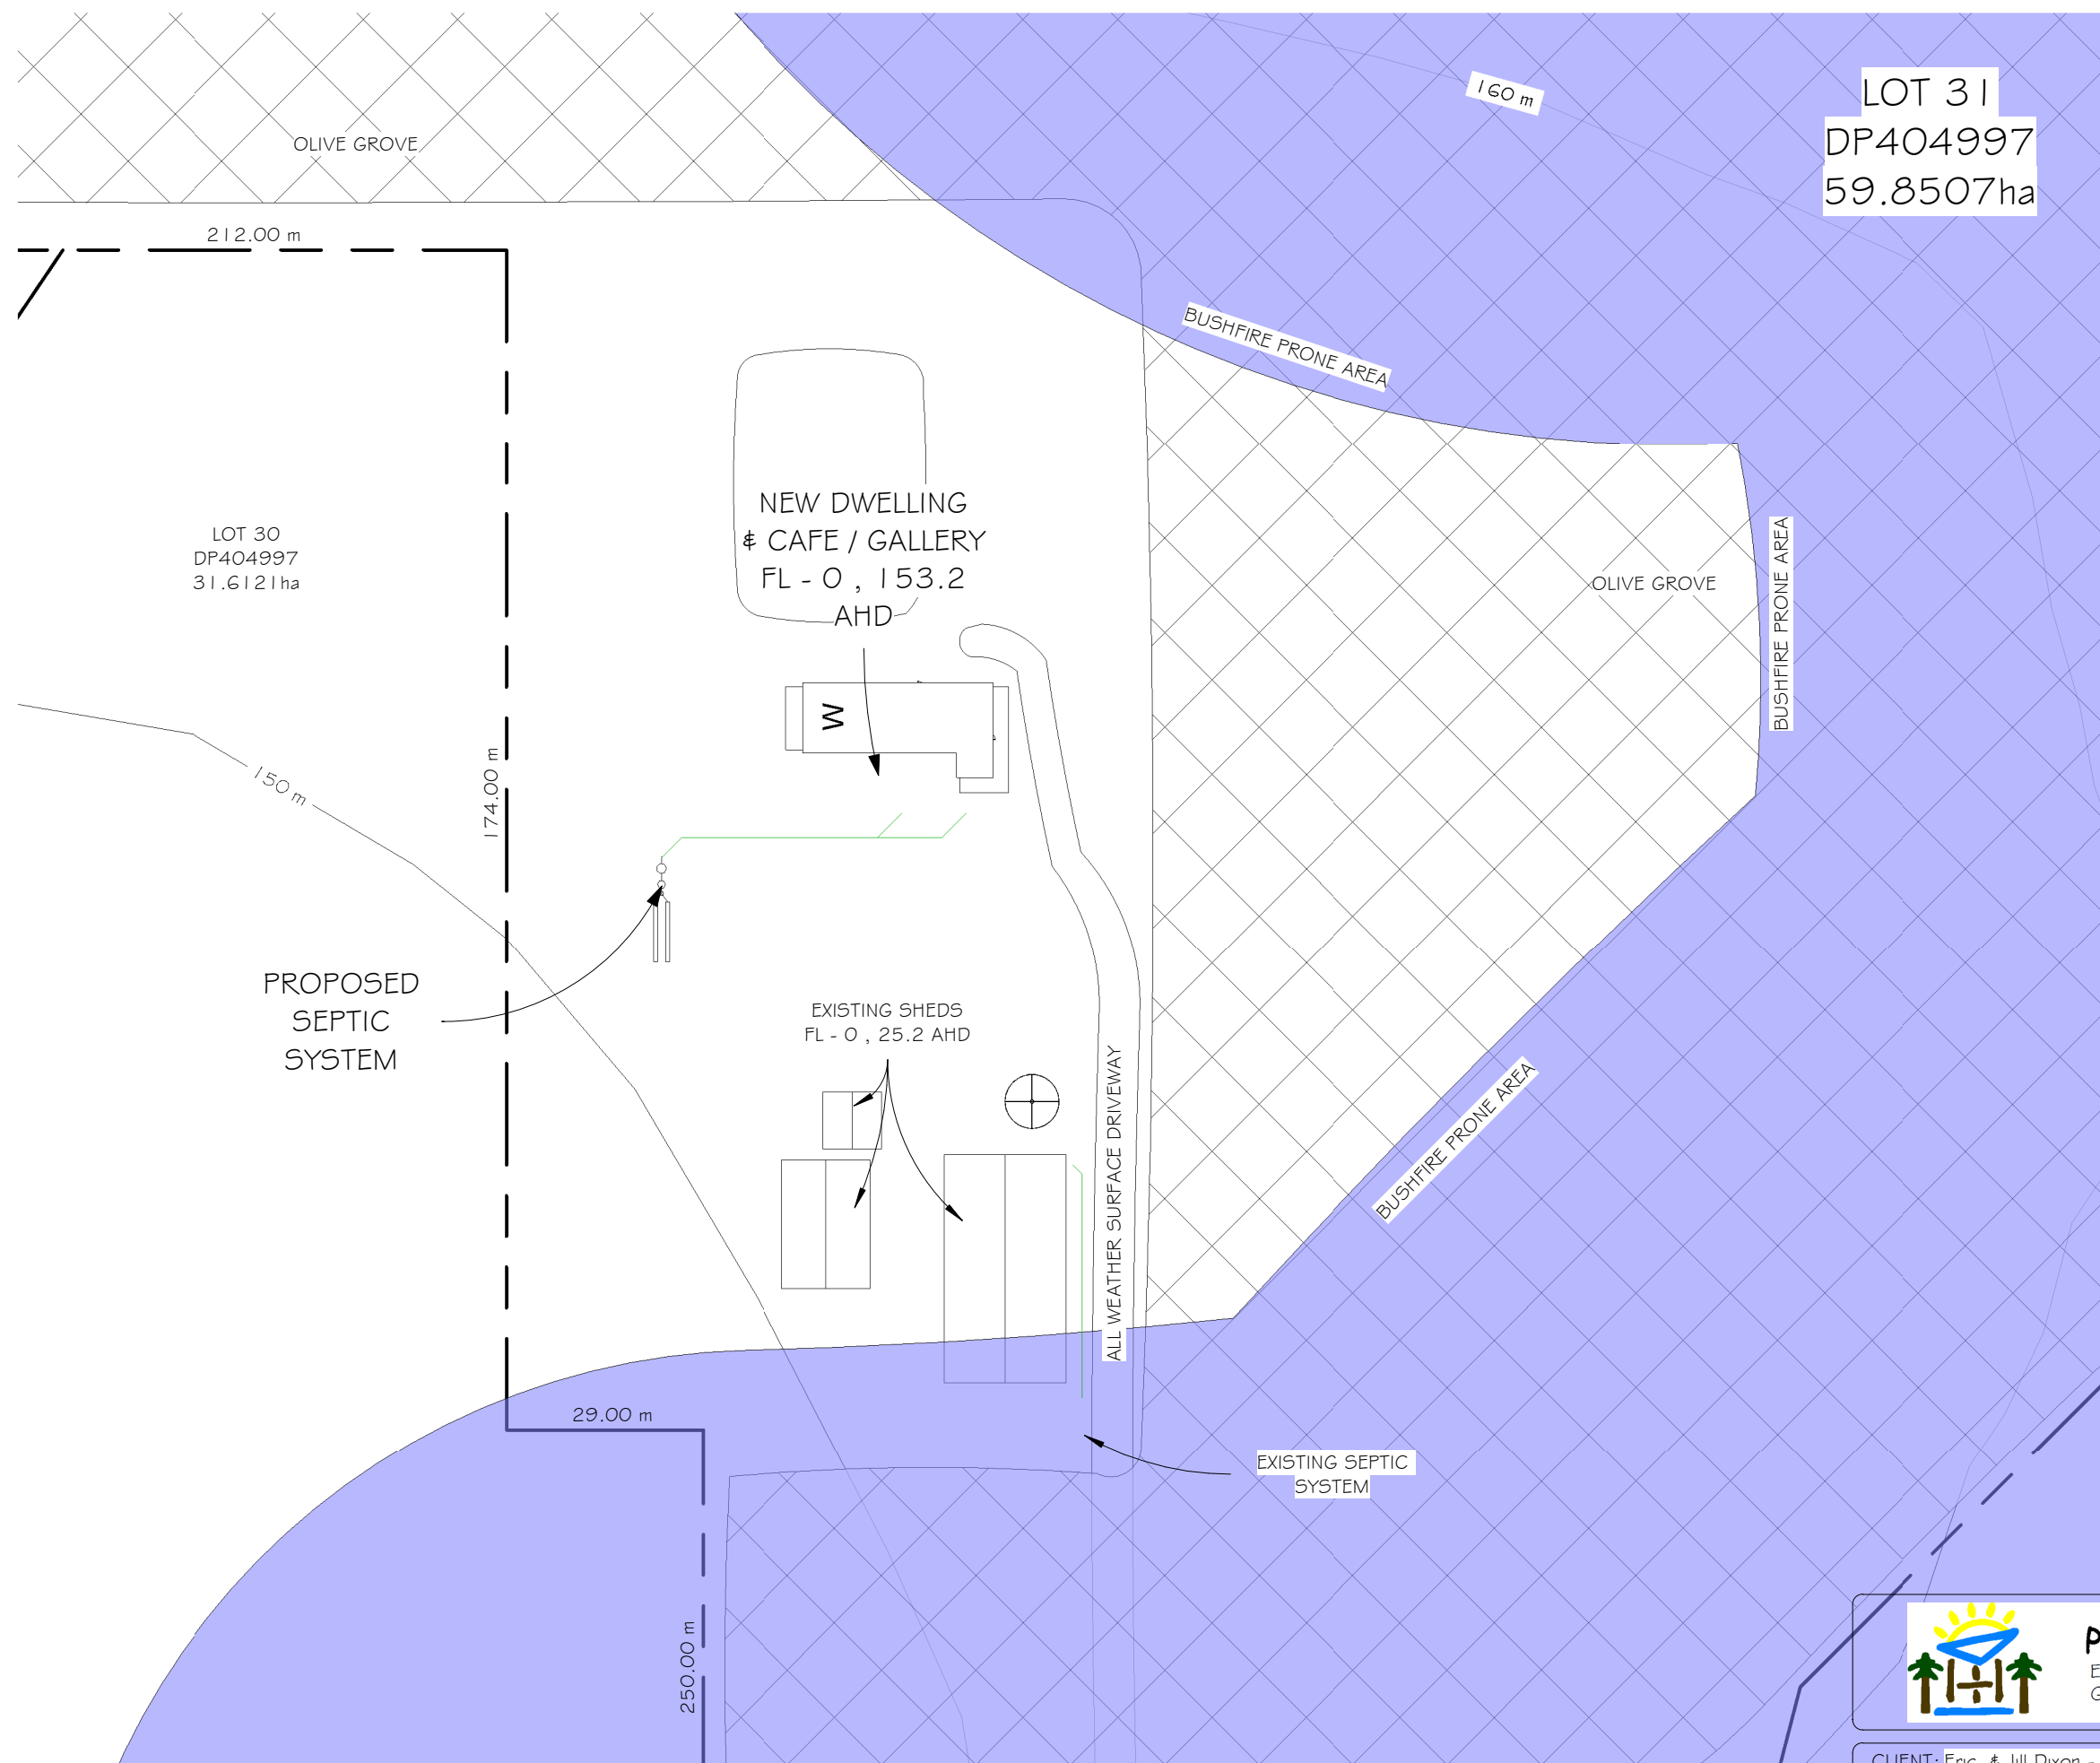 OLIVE GROVE
160 m
LOT 31
DP404997
59.8507ha
212.00 m
BUSHFIRE PRONE AREA
NEW DWELLING
& CAFE / GALLERY
FL - 0 , 153.2
AHD
LOT 30
DP404997
31.6121ha
OLIVE GROVE
BUSHFIRE PRONE AREA
W
150 m
174.00 m
PROPOSED
SEPTIC
SYSTEM
EXISTING SHEDS
FL - 0 , 25.2 AHD
ALL WEATHER SURFACE DRIVEWAY
BUSHFIRE PRONE AREA
29.00 m
EXISTING SEPTIC
SYSTEM
250.00 m
CLIENT: Eric & Jill Dixon